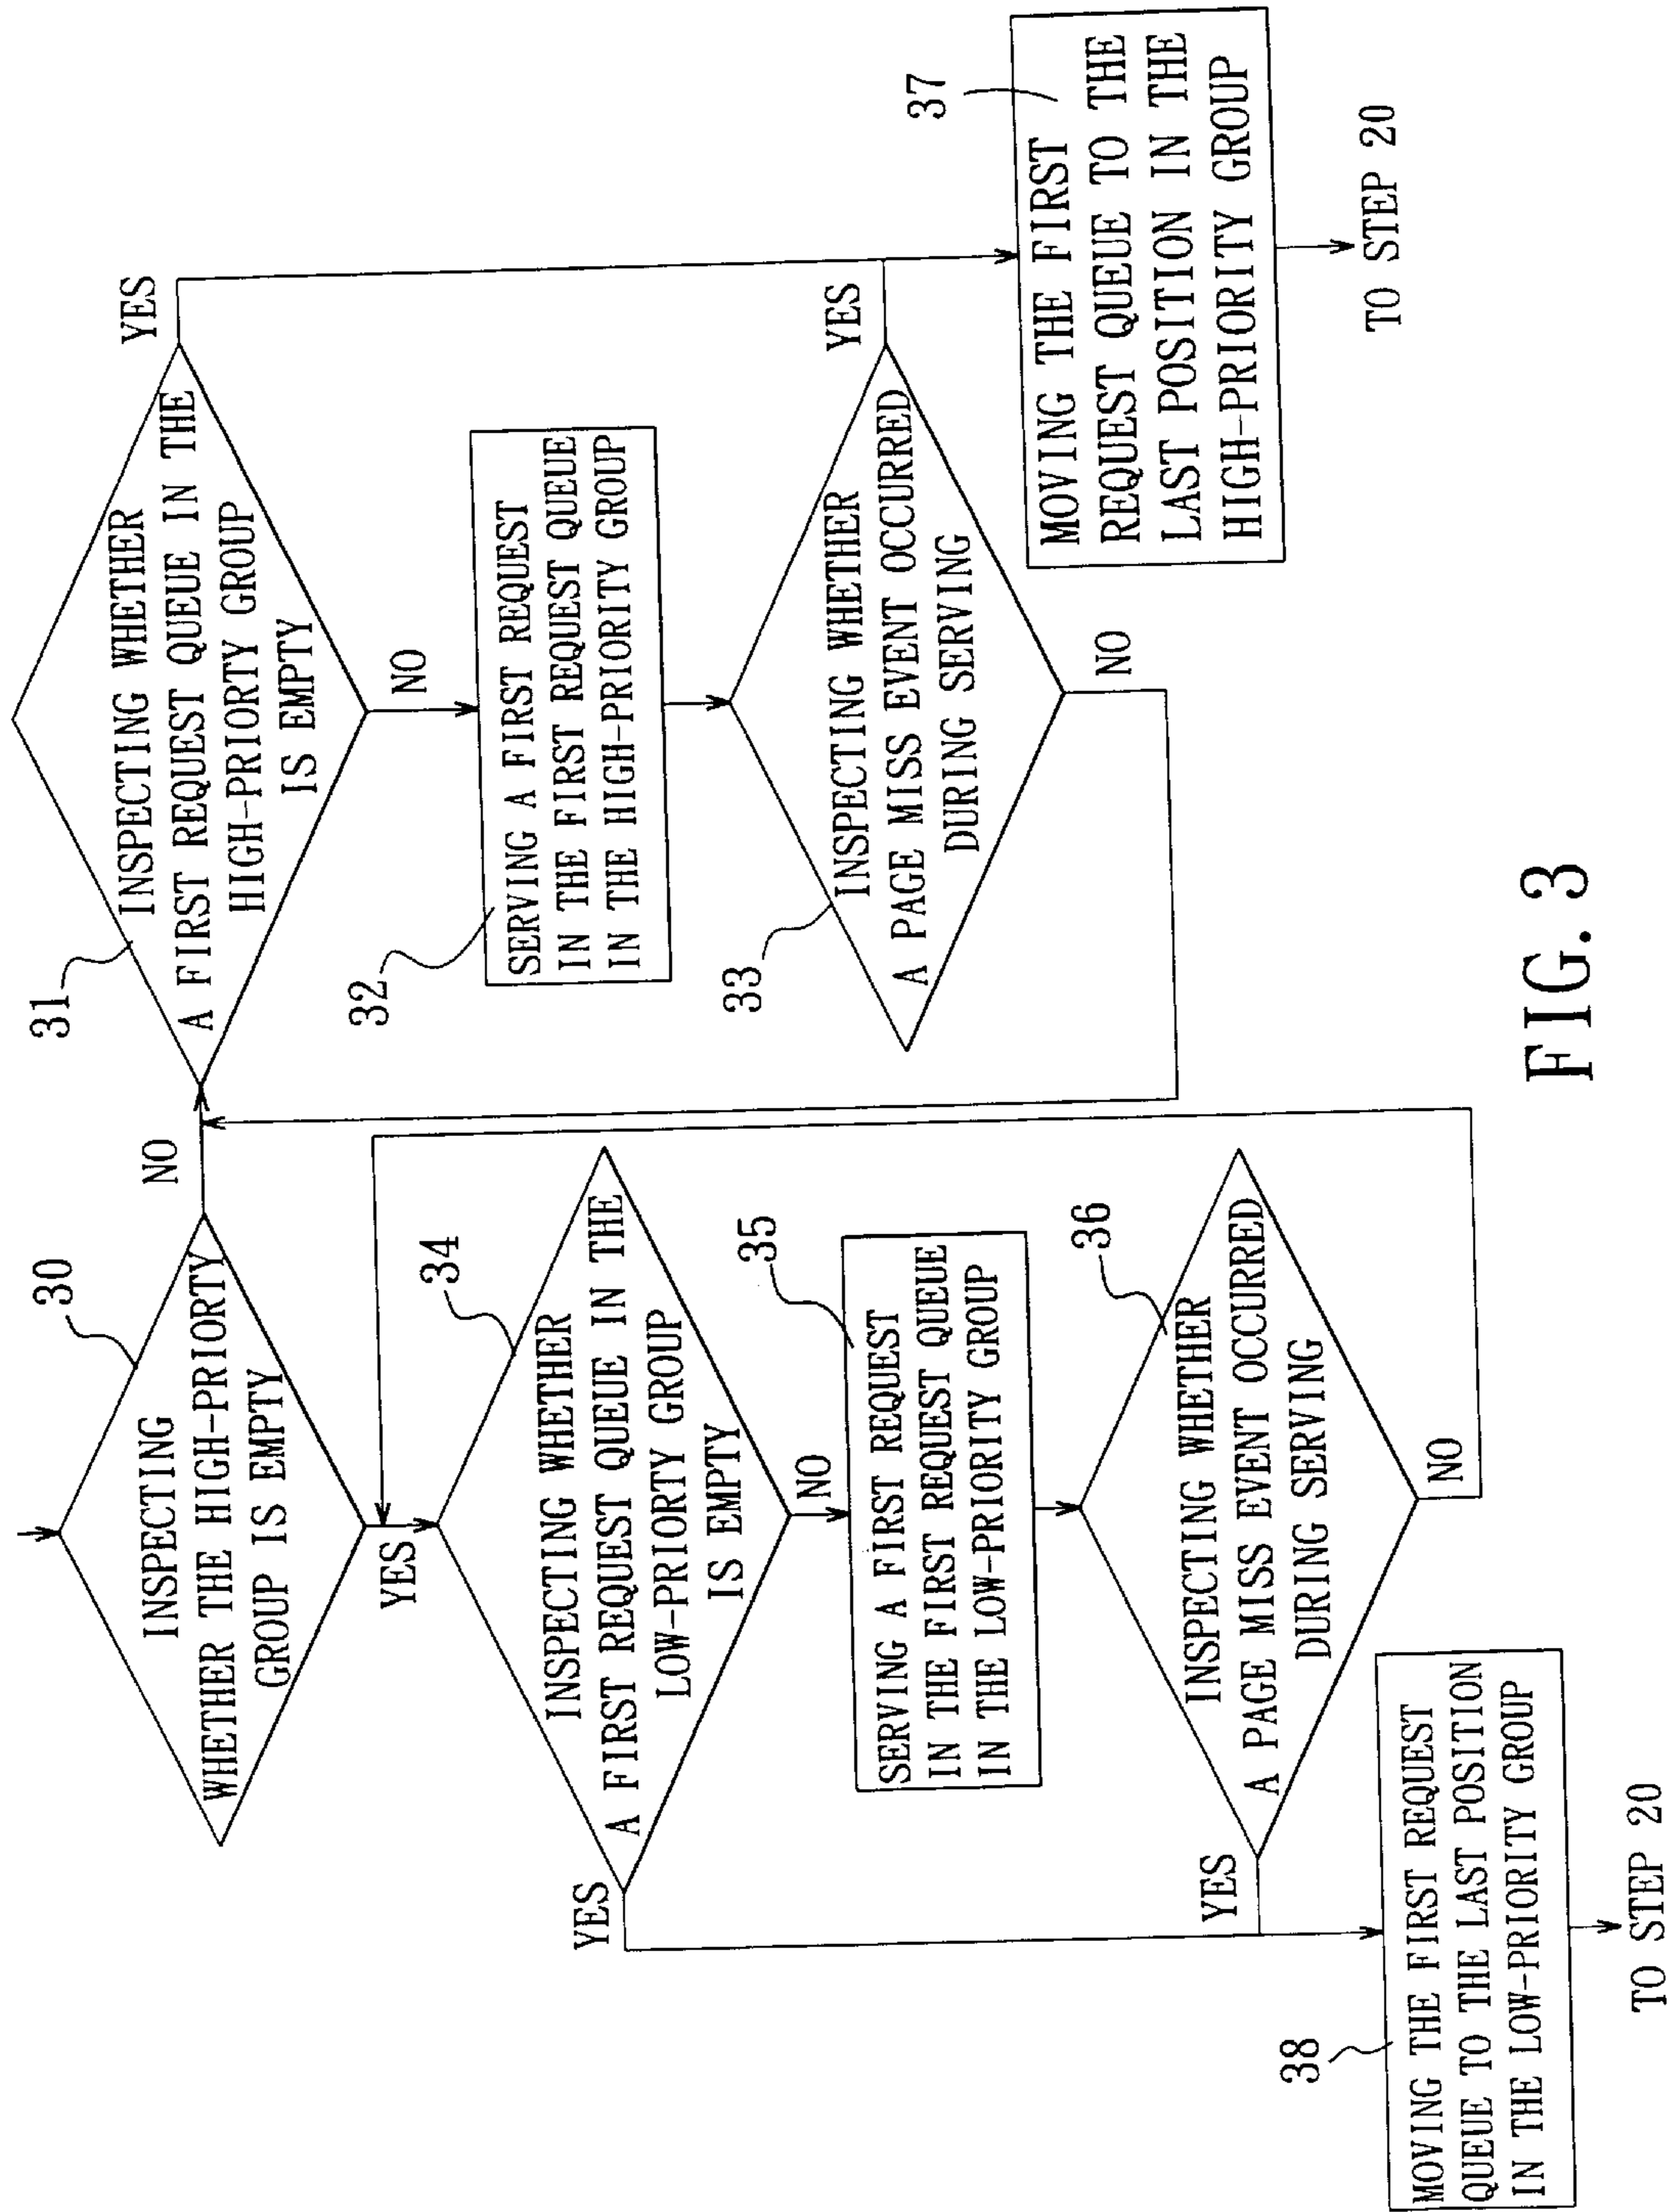 30
INSPECTING
WHETHER THE HIGH-PRIORTY
GROUP IS EMPTY
NO
YES
31
INSPECTING WHETHER
A FIRST REQUEST QUEUE IN THE
HIGH-PRIORTY GROUP
IS EMPTY
YES
NO
32
SERVING A FIRST REQUEST
IN THE FIRST REQUEST QUEUE
IN THE HIGH-PRIORITY GROUP
33
INSPECTING WHETHER
A PAGE MISS EVENT OCCURRED
DURING SERVING
YES
NO
37
MOVING THE FIRST
REQUEST QUEUE TO THE
LAST POSITION IN THE
HIGH-PRIORITY GROUP
TO STEP 20
34
INSPECTING WHETHER
A FIRST REQUEST QUEUE IN THE
LOW-PRIORTY GROUP
IS EMPTY
YES
NO
35
SERVING A FIRST REQUEST
IN THE FIRST REQUEST QUEUE
IN THE LOW-PRIORITY GROUP
36
INSPECTING WHETHER
A PAGE MISS EVENT OCCURRED
DURING SERVING
YES
NO
38
MOVING THE FIRST REQUEST
QUEUE TO THE LAST POSITION
IN THE LOW-PRIORITY GROUP
TO STEP 20
FIG. 3